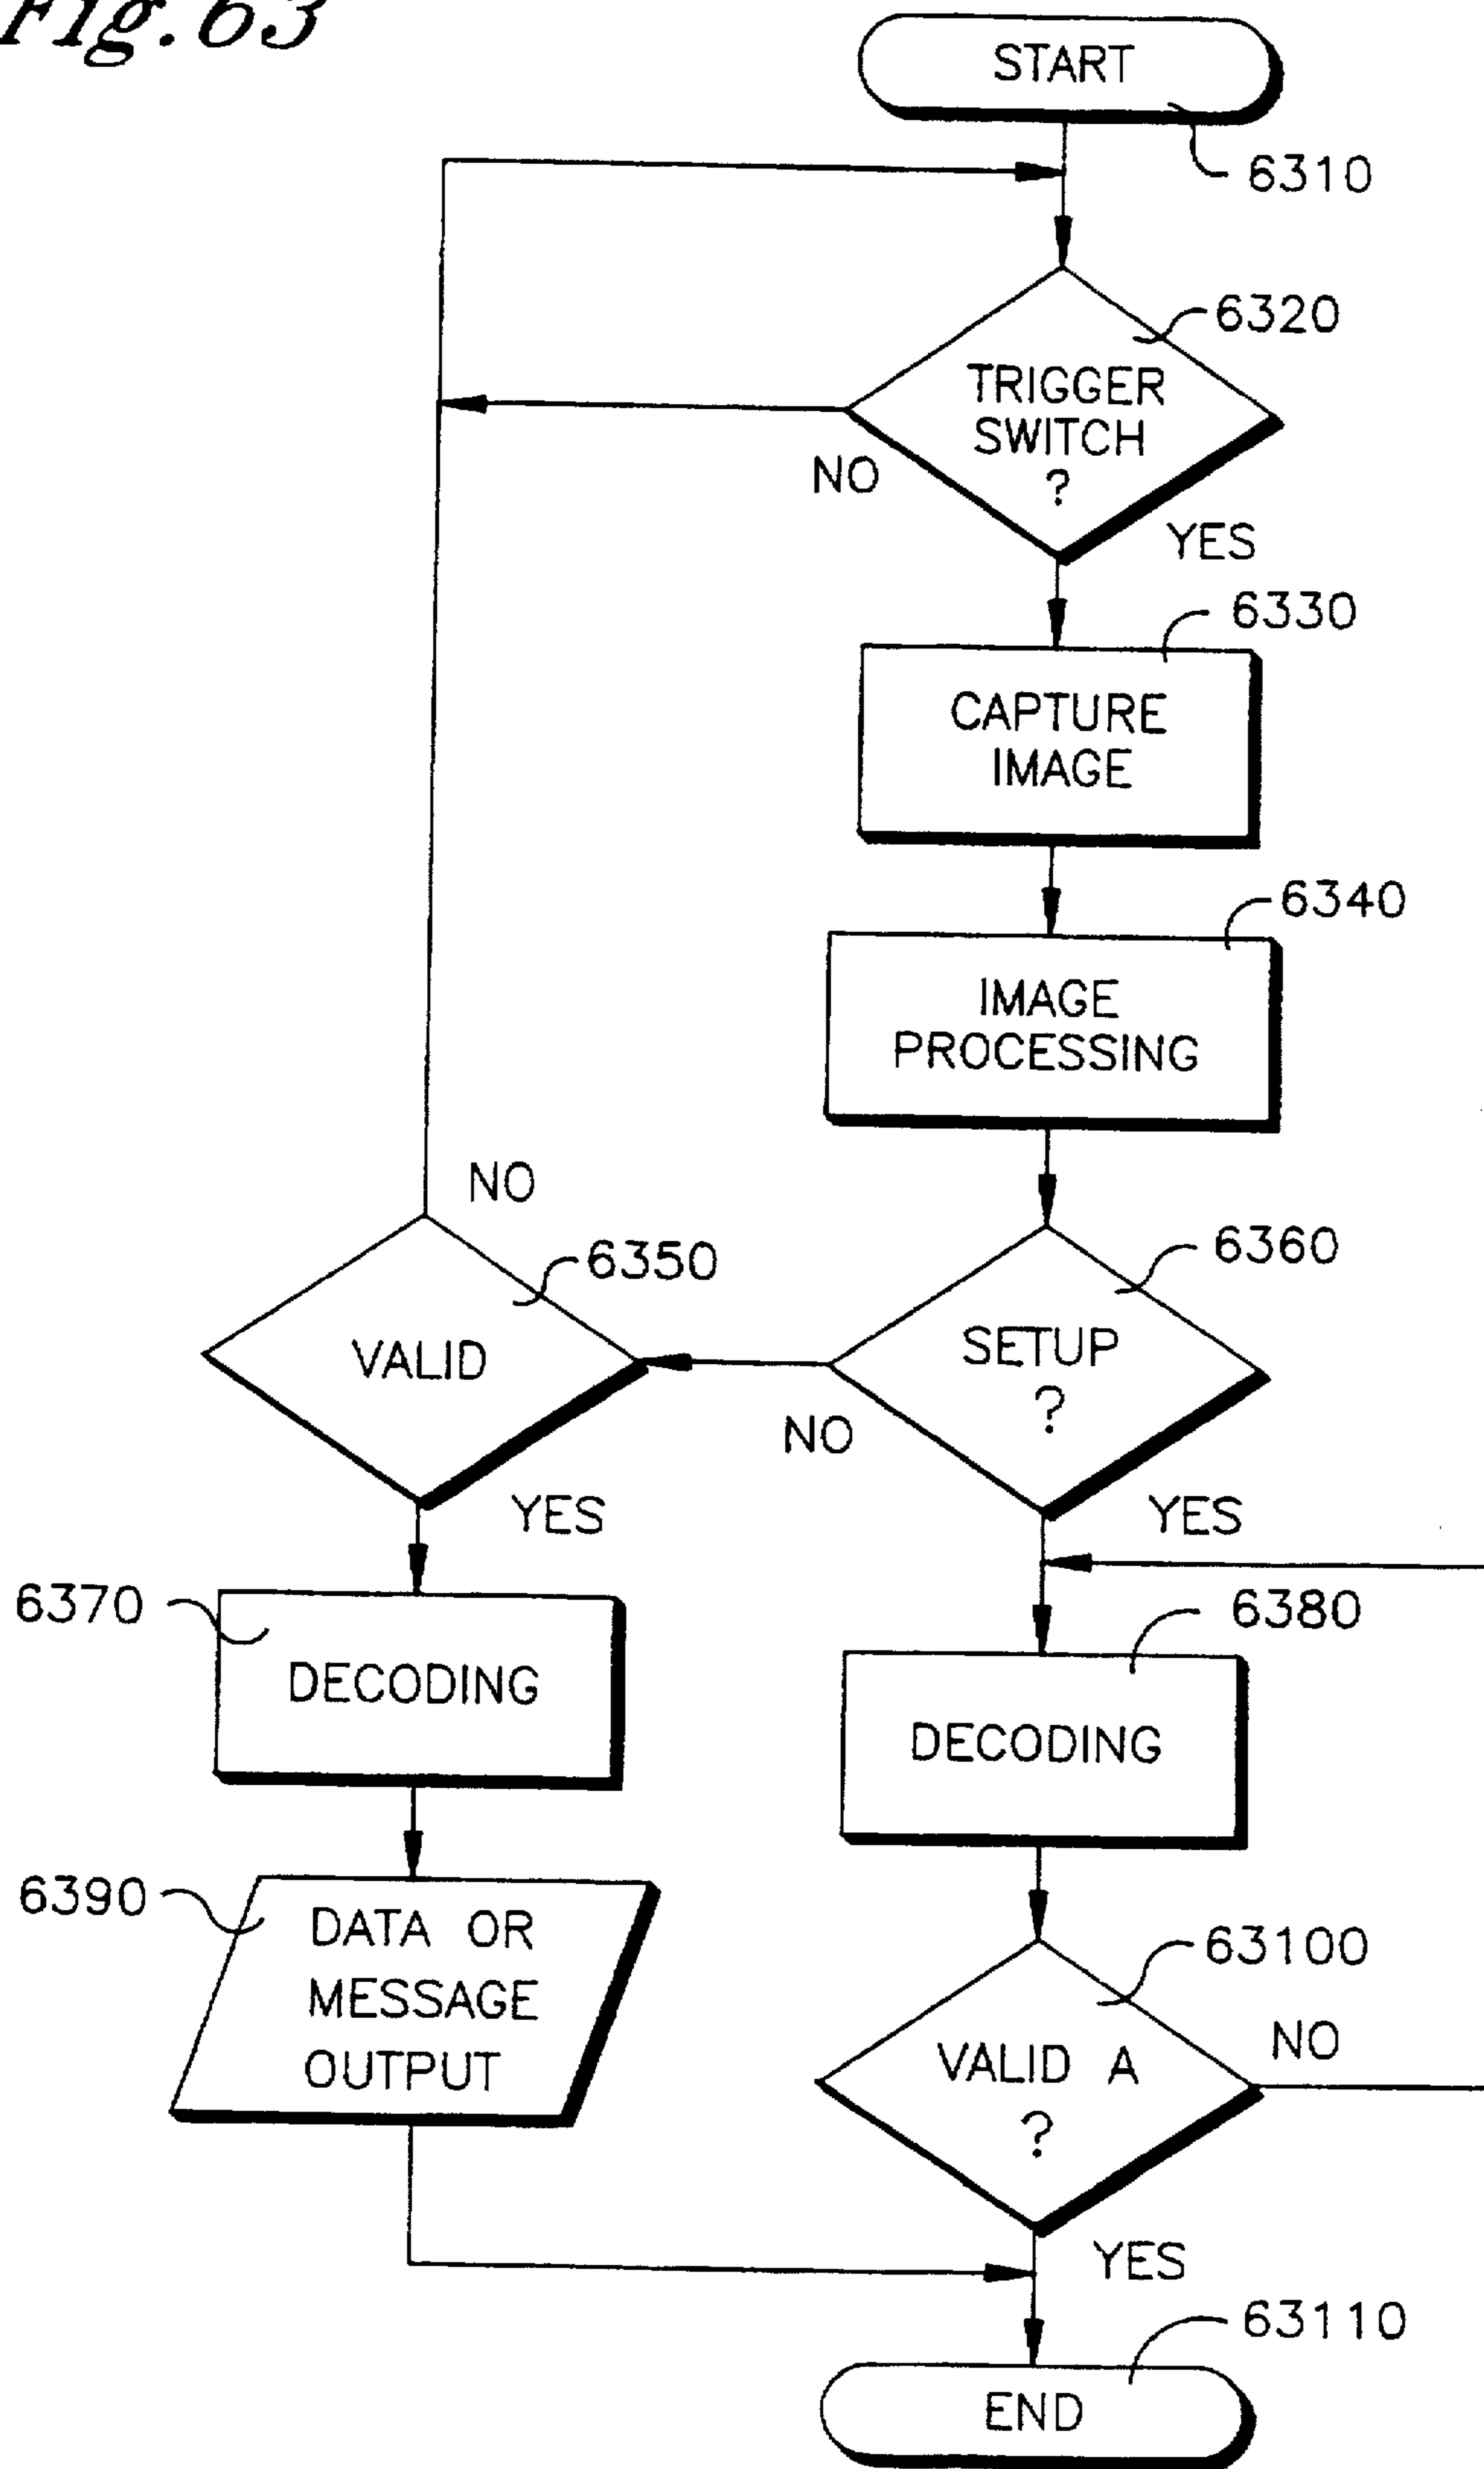 Fig. 63
START
6310
6320
TRIGGER
SWITCH
?
NO
YES
6330
CAPTURE
IMAGE
6340
IMAGE
PROCESSING
NO
6350
VALID
6360
SETUP
?
NO
YES
YES
6370
DECODING
6380
DECODING
6390
DATA OR
MESSAGE
OUTPUT
63100
VALID A
?
NO
YES
63110
END